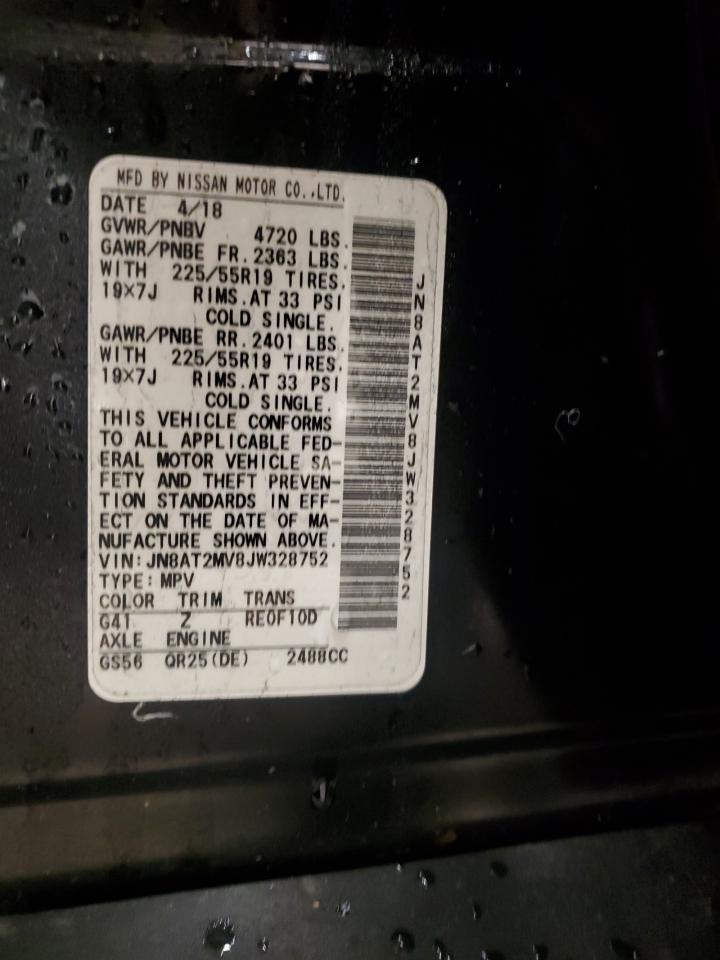 MFD BY NISSAN MOTOR CO.,LTD.
DATE 4/18
GVWR/PNBV 4720 LBS.
GAWR/PNBE FR.2363 LBS.
WITH 225/55R19 TIRES.
19X7J RIMS.AT 33 PSI
COLD SINGLE.
GAWR/PNBE RR.2401 LBS.
WITH 225/55R19 TIRES.
19X7J RIMS.AT 33 PSI
COLD SINGLE.
THIS VEHICLE CONFORMS
TO ALL APPLICABLE FED-
ERAL MOTOR VEHICLE SA-
FETY AND THEFT PREVEN-
TION STANDARDS IN EFF-
ECT ON THE DATE OF MA-
NUFACTURE SHOWN ABOVE.
VIN:JN8AT2MV8JW328752
TYPE:MPV
COLOR TRIM TRANS
G41 Z RE0F10D
AXLE ENGINE
GS56 QR25(DE) 2488CC
JN8AT2MV8JW328752